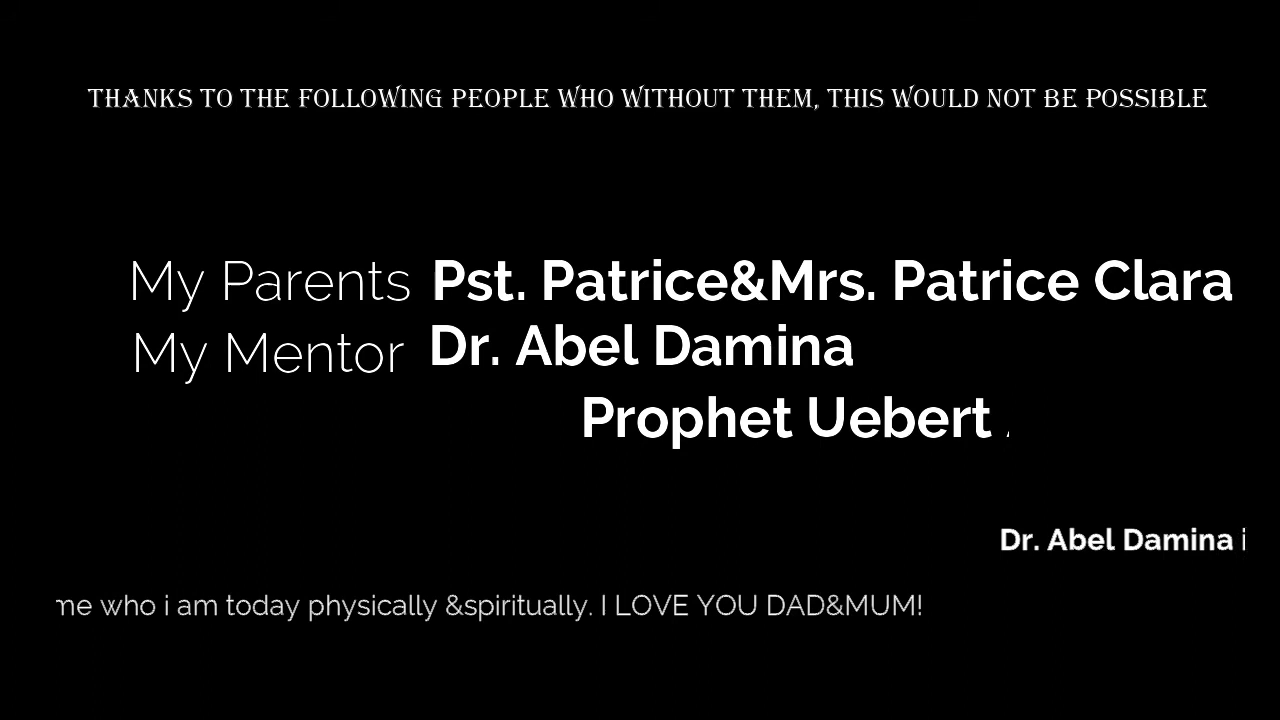 THANKS TO THE FOLLOWING PEOPLE WHO WITHOUT THEM, THIS WOULD NOT BE POSSIBLE
My Parents Pst. Patrice&Mrs. Patrice Clara
My Mentor Dr. Abel Damina
Prophet Uebert
Dr. Abel Damina
who i am today physically &spiritually. I LOVE YOU DAD&MUM!